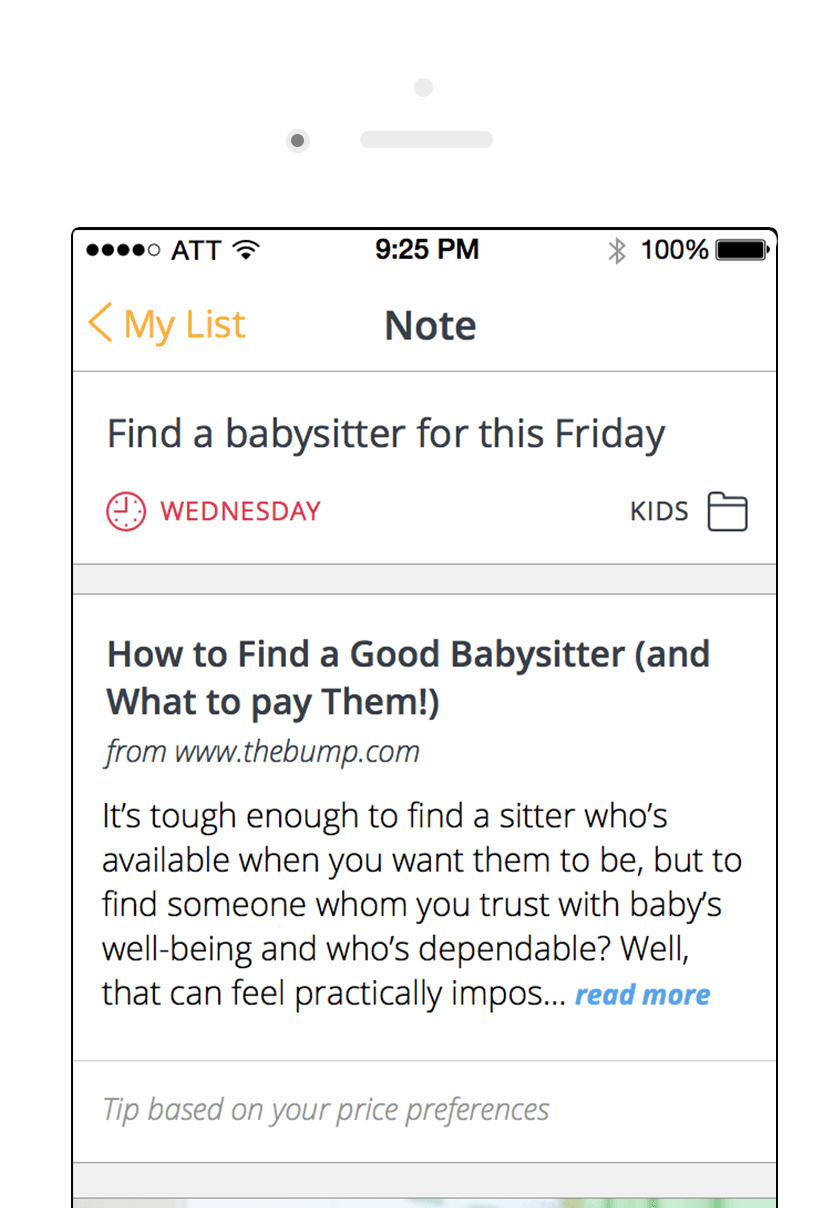 ATT 9:25 PM 100%
My List Note
Find a babysitter for this Friday
WEDNESDAY KIDS
How to Find a Good Babysitter (and
What to pay Them!)
from www.thebump.com
It’s tough enough to find a sitter who’s
available when you want them to be, but to
find someone whom you trust with baby’s
well-being and who’s dependable? Well,
that can feel practically impos... read more
Tip based on your price preferences